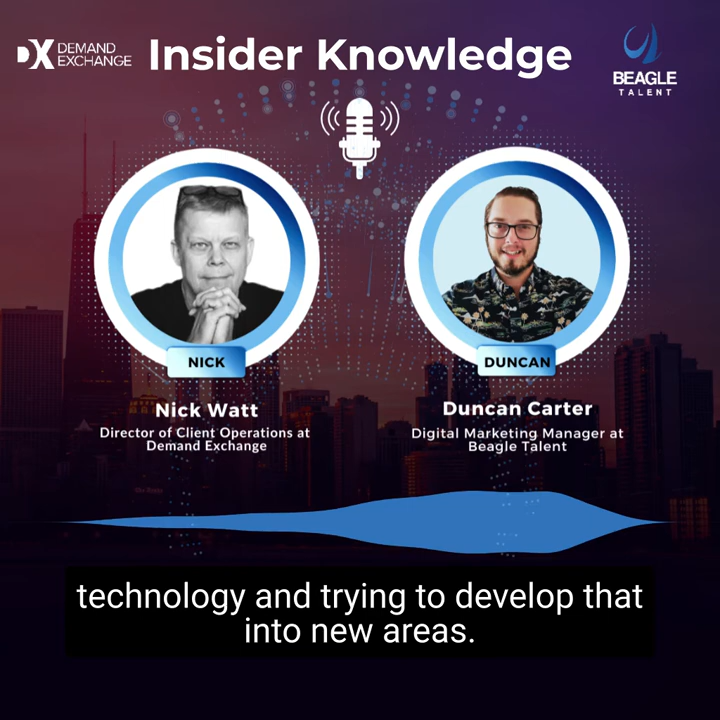 DX DEMAND
EXCHANGE
Insider Knowledge
BEAGLE
TALENT
NICK
DUNCAN
Nick Watt
Director of Client Operations at
Demand Exchange
Duncan Carter
Digital Marketing Manager at
Beagle Talent
technology and trying to develop that
into new areas.